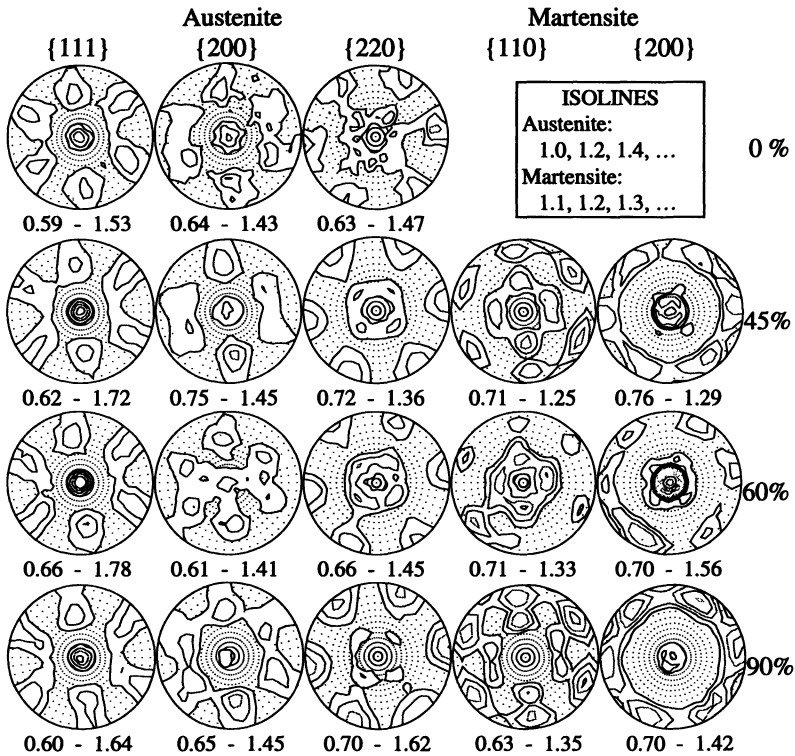 Austenite Martensite
{111} {200} {220} {110} {200}
ISOLINES
Austenite:
1.0, 1.2, 1.4, ...
Martensite:
1.1, 1.2, 1.3, ...
0 %
0.59 - 1.53 0.64 - 1.43 0.63 - 1.47
45%
0.62 - 1.72 0.75 - 1.45 0.72 - 1.36 0.71 - 1.25 0.76 - 1.29
60%
0.66 - 1.78 0.61 - 1.41 0.66 - 1.45 0.71 - 1.33 0.70 - 1.56
90%
0.60 - 1.64 0.65 - 1.45 0.70 - 1.62 0.63 - 1.35 0.70 - 1.42 -